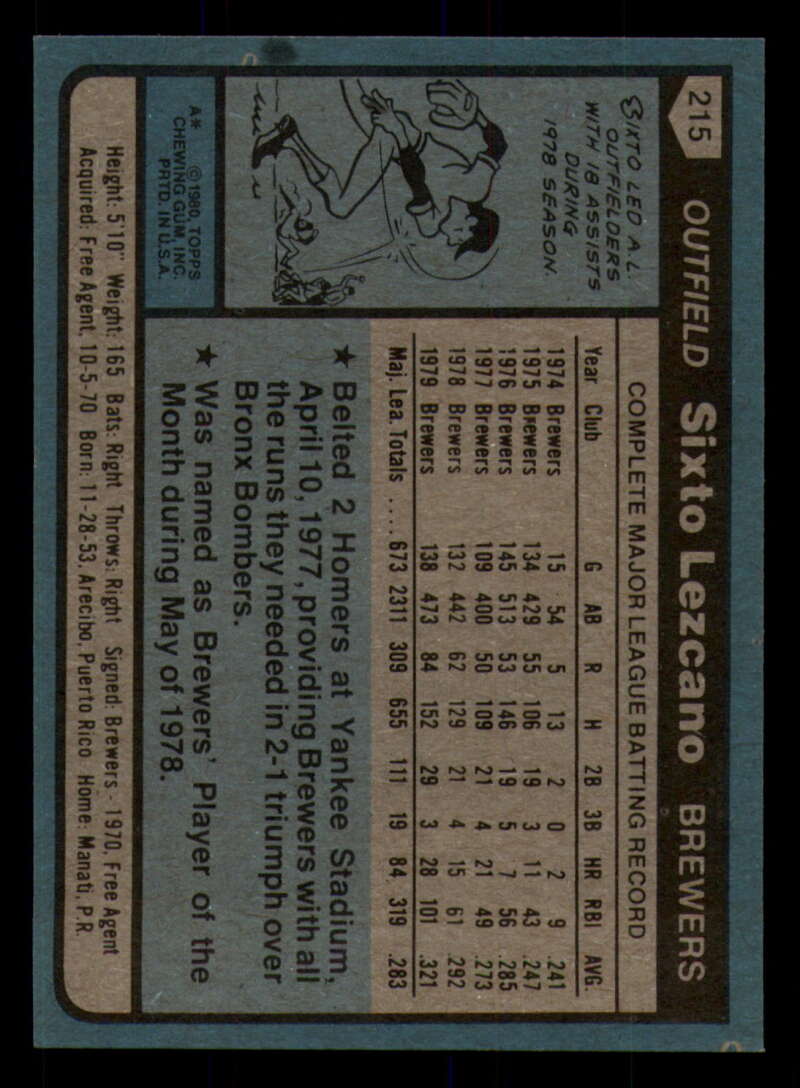 215 OUTFIELD Sixto Lezcano BREWERS
SIXTO LED A.L.
OUTFIELDERS
WITH 18 ASSISTS
DURING
1978 SEASON.
COMPLETE MAJOR LEAGUE BATTING RECORD
Year Club G AB R H 2B 3B HR RBI AVG.
1974 Brewers 15 54 5 13 2 0 2 9 .241
1975 Brewers 134 429 55 106 19 3 11 43 .247
1976 Brewers 145 513 53 146 19 5 7 56 .285
1977 Brewers 109 400 50 109 21 4 21 49 .273
1978 Brewers 132 442 62 129 21 4 15 61 .292
1979 Brewers 138 473 84 152 29 3 28 101 .321
Maj. Lea. Totals .... 673 2311 309 655 111 19 84 319 .283
★ Belted 2 Homers at Yankee Stadium,
April 10, 1977, providing Brewers with all
the runs they needed in 2-1 triumph over
Bronx Bombers.
★ Was named as Brewers' Player of the
Month during May of 1978.
A* ©1980, TOPPS
CHEWING GUM, INC.
PRTD. IN U.S.A.
Height: 5'10" Weight: 165 Bats: Right Throws: Right Signed: Brewers - 1970, Free Agent
Acquired: Free Agent, 10-5-70 Born: 11-28-53, Arecibo, Puerto Rico Home: Manati, P.R.